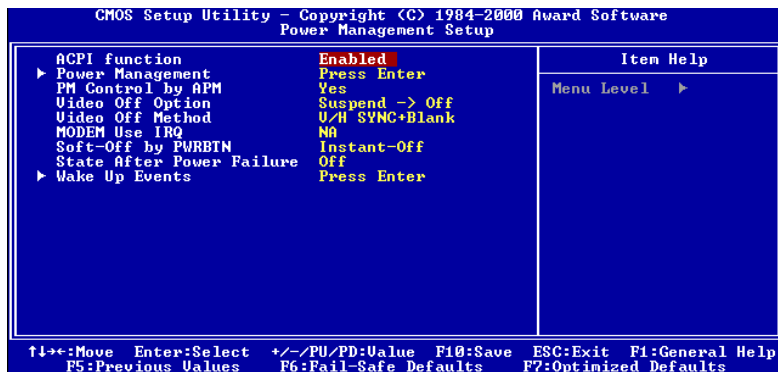 CMOS Setup Utility - Copyright (C) 1984-2000 Award Software
Power Management Setup
ACPI function Enabled
▶ Power Management Press Enter
PM Control by APM Yes
Video Off Option Suspend -> Off
Video Off Method V/H SYNC+Blank
MODEM Use IRQ NA
Soft-Off by PWRBTN Instant-Off
State After Power Failure Off
▶ Wake Up Events Press Enter
Item Help
Menu Level ▶
↑↓→←:Move Enter:Select +/-/PU/PD:Value F10:Save ESC:Exit F1:General Help
F5:Previous Values F6:Fail-Safe Defaults F7:Optimized Defaults